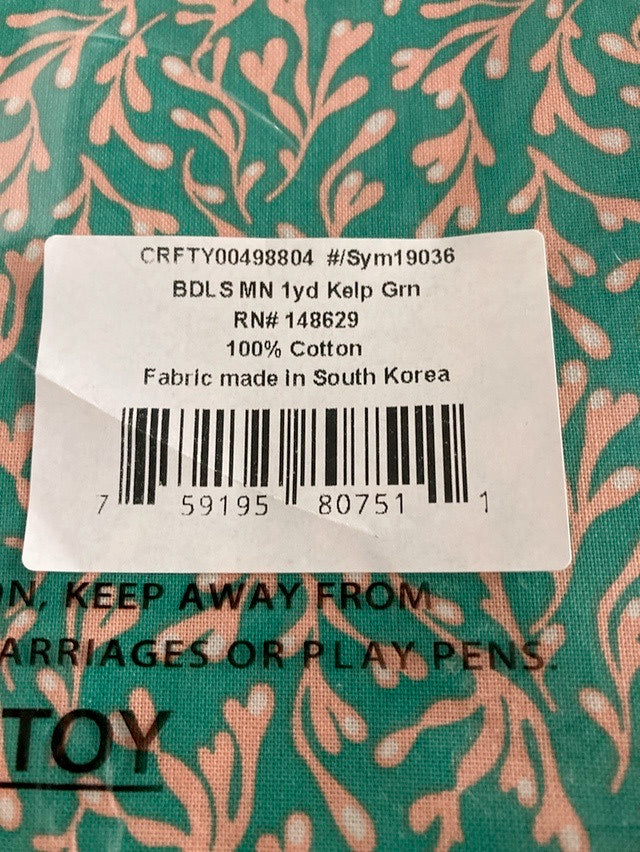 CRFTY00498804 #/Sym19036
BDLS MN 1yd Kelp Grn
RN# 148629
100% Cotton
Fabric made in South Korea
7 59195 80751 1
N, KEEP AWAY FROM
ARRIAGES OR PLAY PENS.
TOY